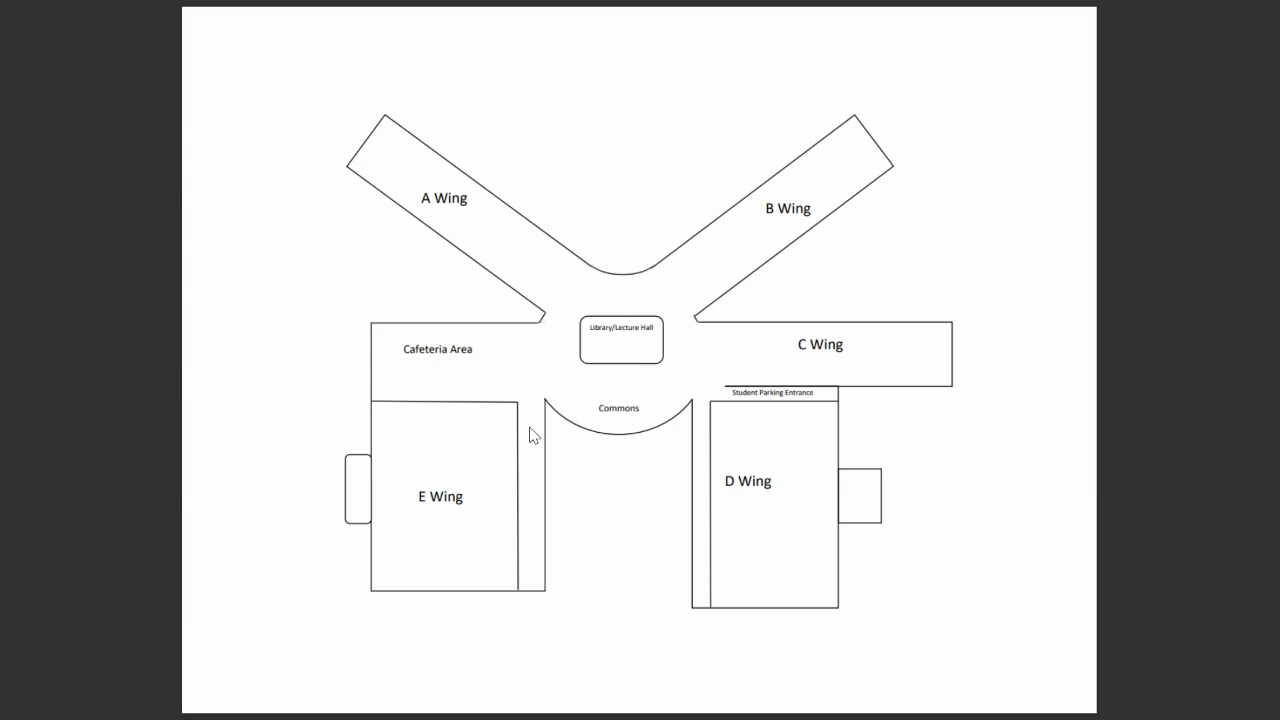 A Wing
B Wing
Library/Lecture Hall
Cafeteria Area
C Wing
Student Parking Entrance
Commons
D Wing
E Wing